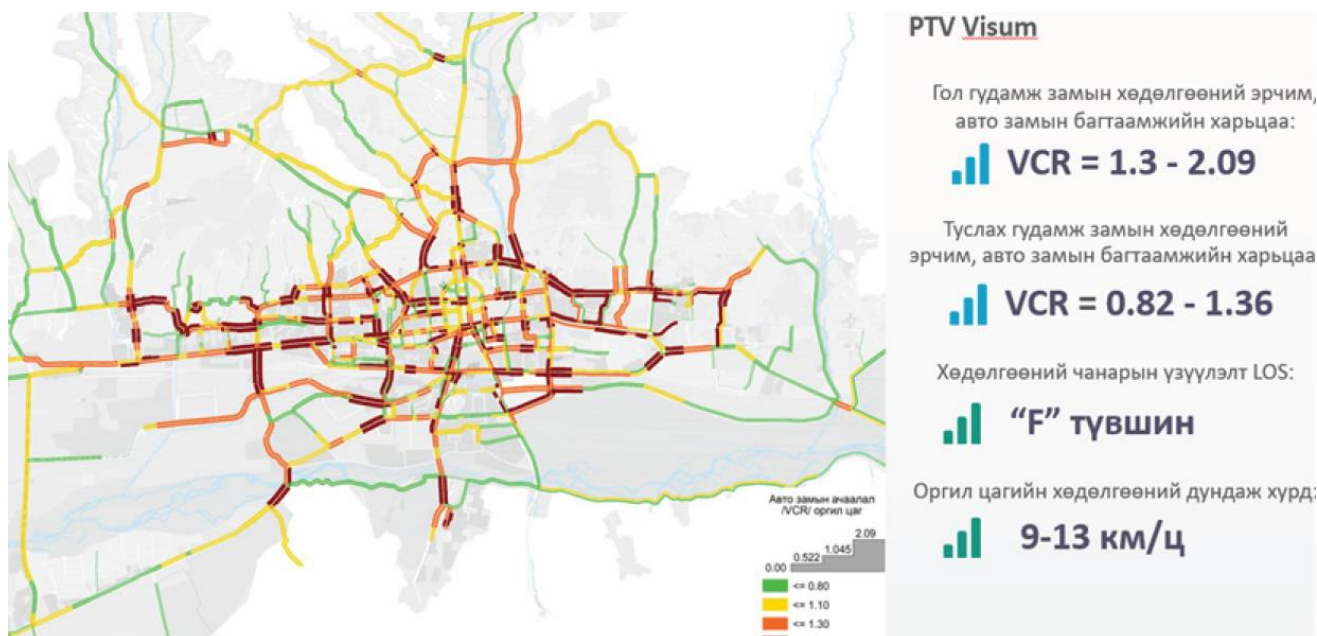 PTV Visum
Гол гудамж замын хөдөлгөөний эрчим,
авто замын багтаамжийн харьцаа:
VCR = 1.3 - 2.09
Туслах гудамж замын хөдөлгөөний
эрчим, авто замын багтаамжийн харьцаа
VCR = 0.82 - 1.36
Хөдөлгөөний чанарын үзүүлэлт LOS:
“F” түвшин
Оргил цагийн хөдөлгөөний дундаж хурд:
9-13 км/ц
Авто замын ачаалал
/VCR/ оргил цаг
2.09
1.045
0.522
0.00
<= 0.80
<= 1.10
<= 1.30